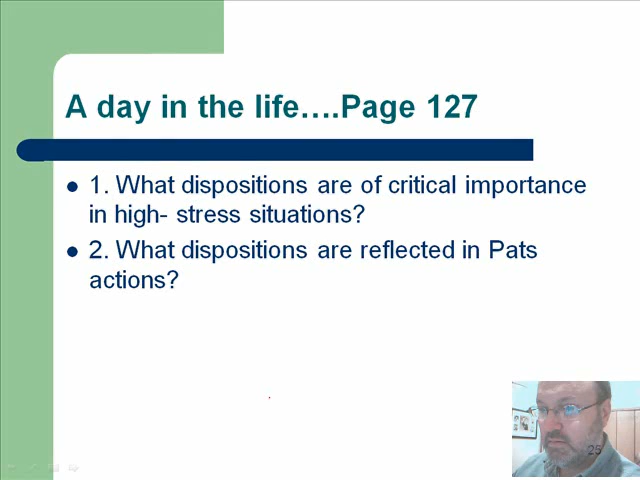 A day in the life….Page 127
1. What dispositions are of critical importance
in high- stress situations?
2. What dispositions are reflected in Pats
actions?
25